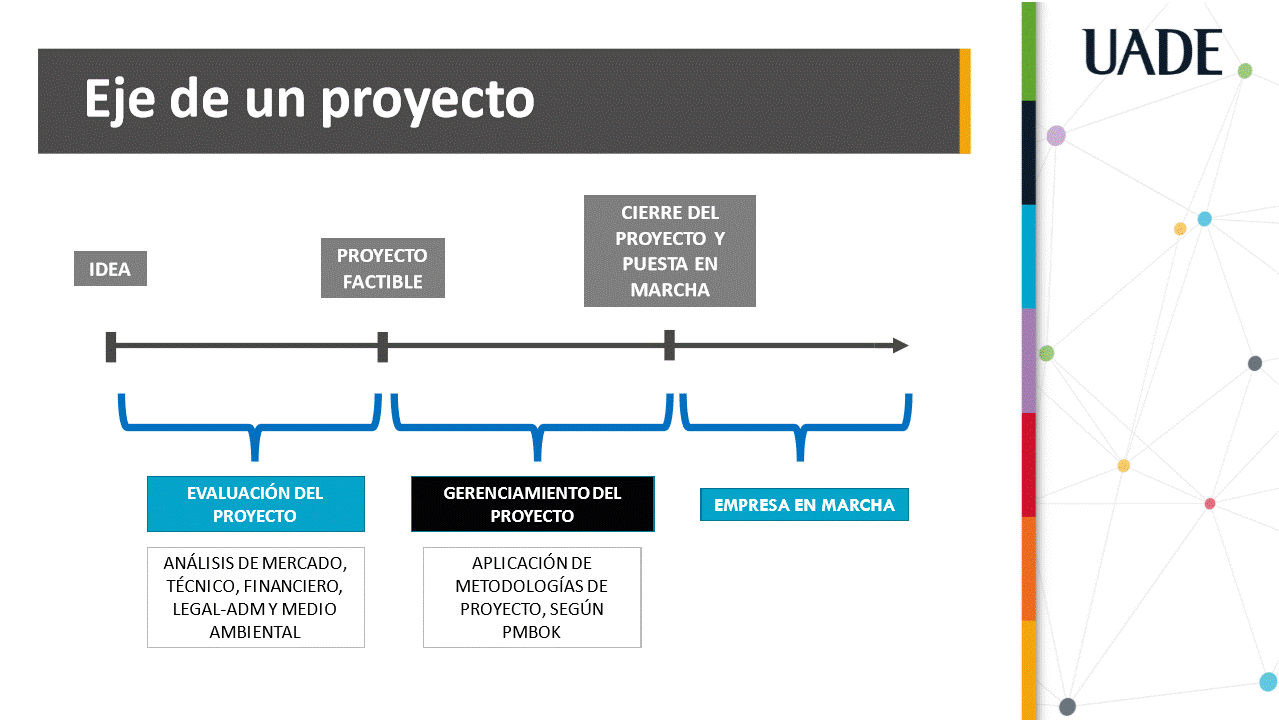 UADE
Eje de un proyecto
IDEA
PROYECTO
FACTIBLE
CIERRE DEL
PROYECTO Y
PUESTA EN
MARCHA
EVALUACIÓN DEL
PROYECTO
GERENCIAMIENTO DEL
PROYECTO
EMPRESA EN MARCHA
ANÁLISIS DE MERCADO,
TÉCNICO, FINANCIERO,
LEGAL-ADM Y MEDIO
AMBIENTAL
APLICACIÓN DE
METODOLOGÍAS DE
PROYECTO, SEGÚN
PMBOK